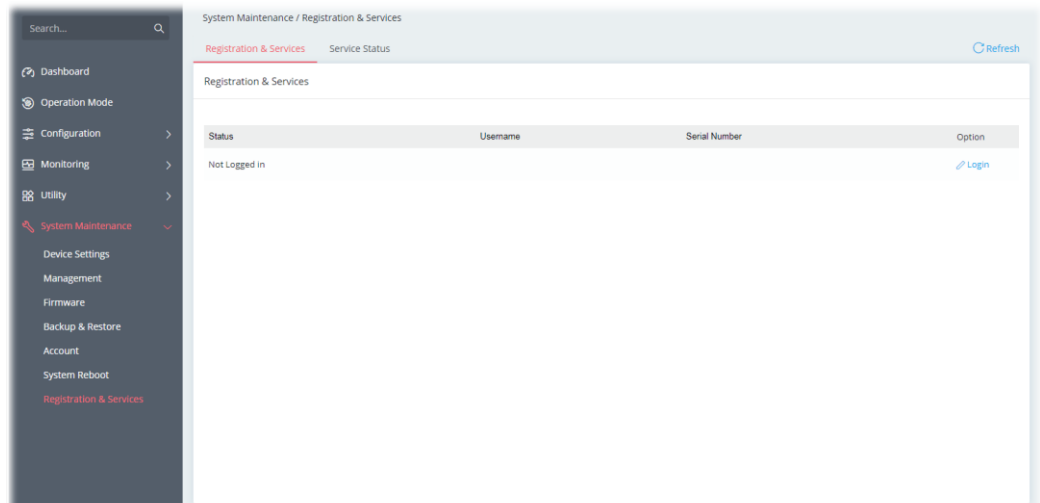 Search...
Dashboard
Operation Mode
Configuration
Monitoring
Utility
System Maintenance
Device Settings
Management
Firmware
Backup & Restore
Account
System Reboot
Registration & Services
System Maintenance / Registration & Services
Registration & Services Service Status Refresh
Registration & Services
Status Username Serial Number Option
Not Logged in Login